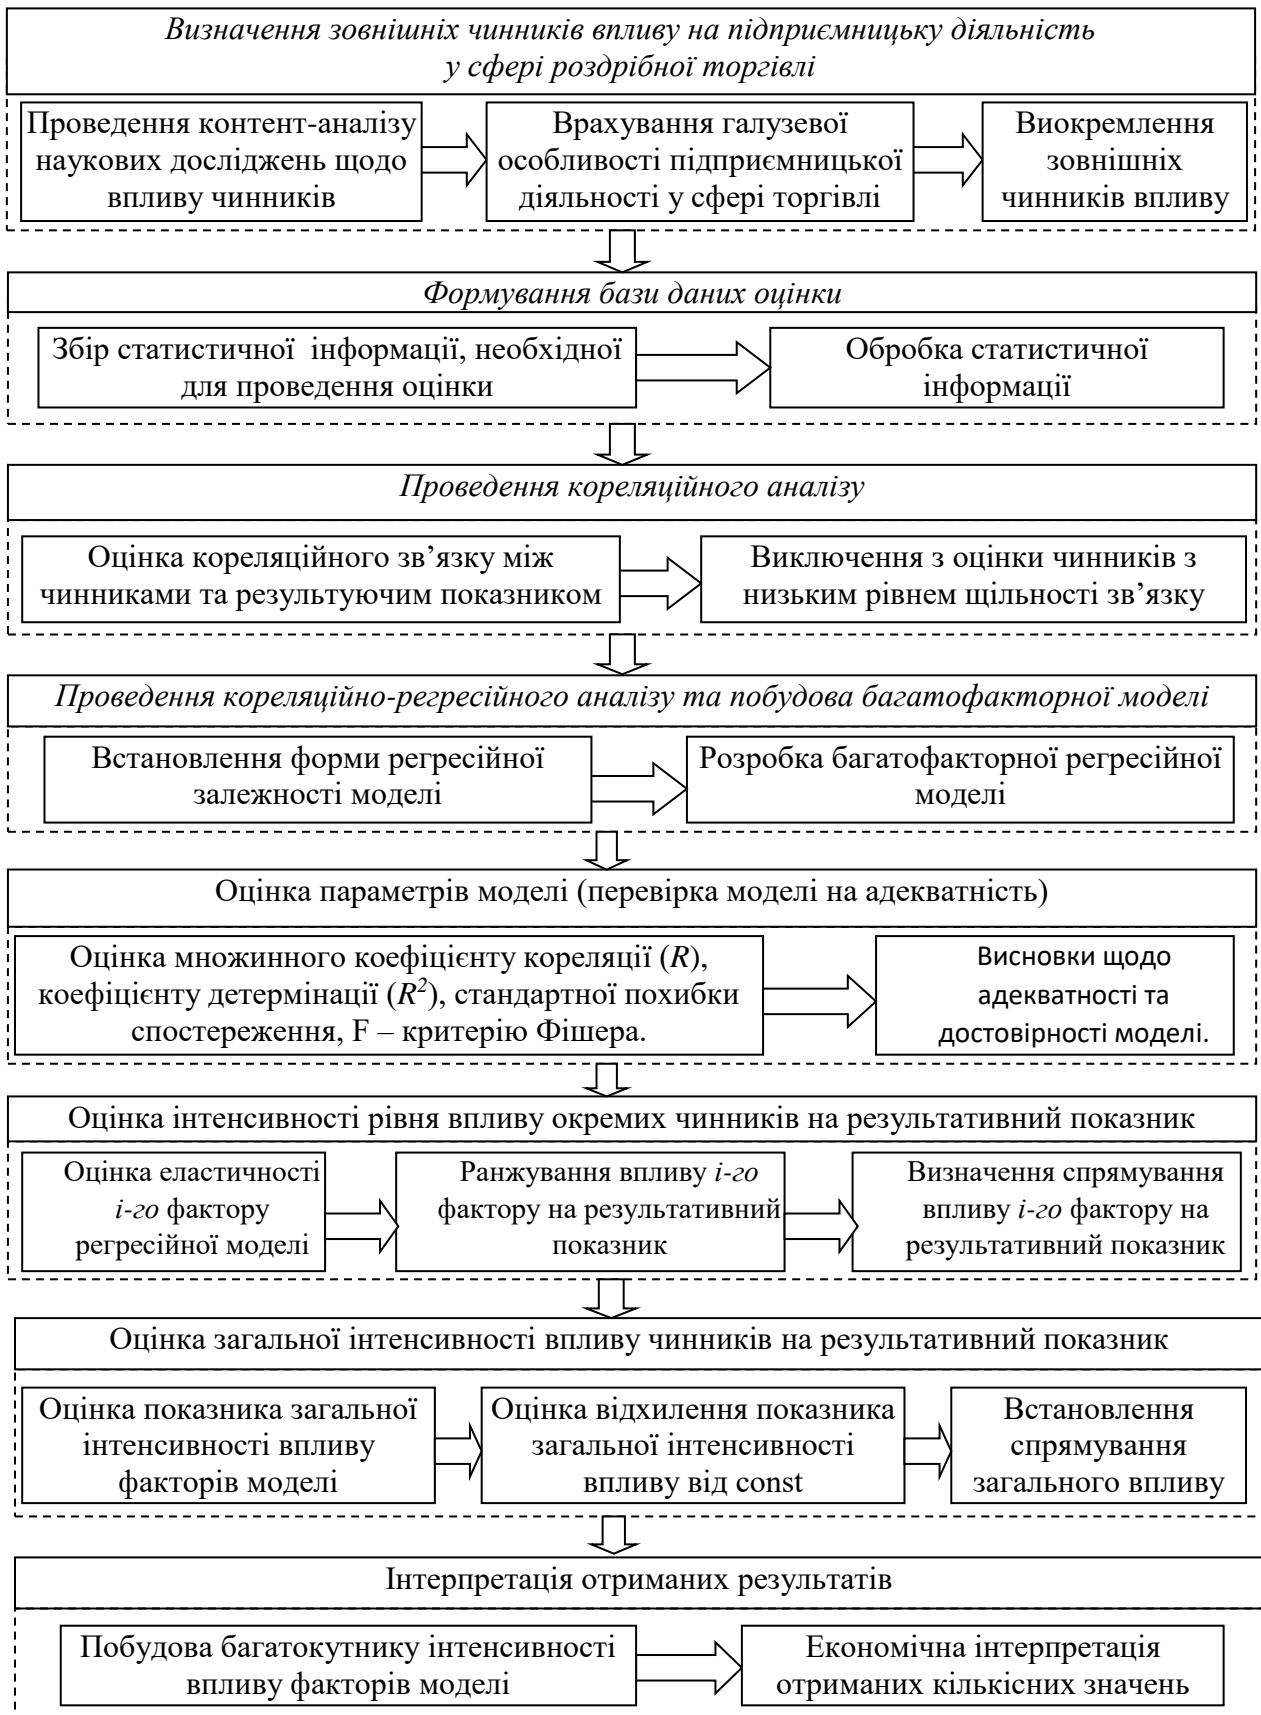 Визначення зовнішніх чинників впливу на підприємницьку діяльність
у сфері роздрібної торгівлі
Проведення контент-аналізу
наукових досліджень щодо
впливу чинників
Врахування галузевої
особливості підприємницької
діяльності у сфері торгівлі
Виокремлення
зовнішніх
чинників впливу
Формування бази даних оцінки
Збір статистичної інформації, необхідної
для проведення оцінки
Обробка статистичної
інформації
Проведення кореляційного аналізу
Оцінка кореляційного зв’язку між
чинниками та результуючим показником
Виключення з оцінки чинників з
низьким рівнем щільності зв’язку
Проведення кореляційно-регресійного аналізу та побудова багатофакторної моделі
Встановлення форми регресійної
залежності моделі
Розробка багатофакторної регресійної
моделі
Оцінка параметрів моделі (перевірка моделі на адекватність)
Оцінка множинного коефіцієнту кореляції (R),
коефіцієнту детермінації (R²), стандартної похибки
спостереження, F – критерію Фішера.
Висновки щодо
адекватності та
достовірності моделі.
Оцінка інтенсивності рівня впливу окремих чинників на результативний показник
Оцінка еластичності
і-го фактору
регресійної моделі
Ранжування впливу і-го
фактору на результативний
показник
Визначення спрямування
впливу і-го фактору на
результативний показник
Оцінка загальної інтенсивності впливу чинників на результативний показник
Оцінка показника загальної
інтенсивності впливу
факторів моделі
Оцінка відхилення показника
загальної інтенсивності
впливу від const
Встановлення
спрямування
загального впливу
Інтерпретація отриманих результатів
Побудова багатокутнику інтенсивності
впливу факторів моделі
Економічна інтерпретація
отриманих кількісних значень